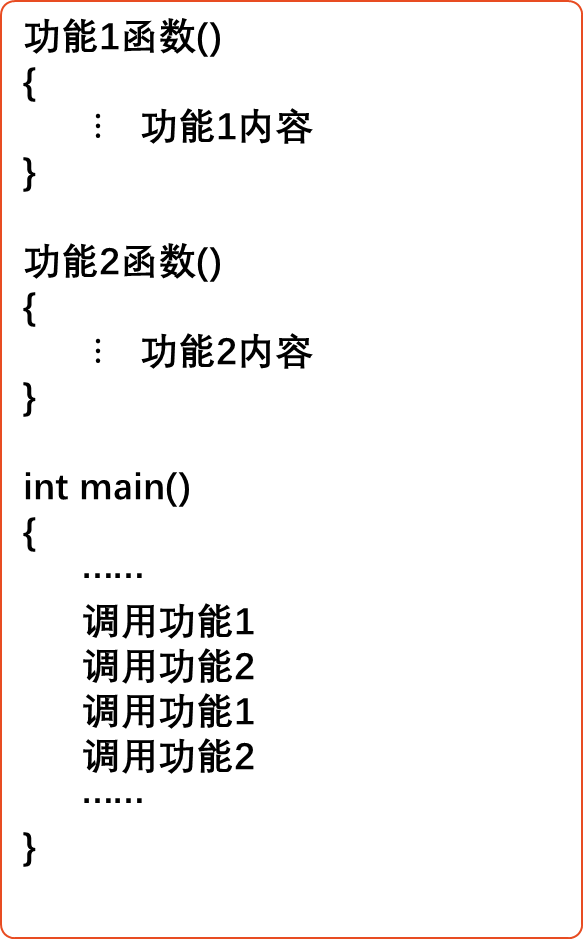 功能1函数()
{
⋮ 功能1内容
}
功能2函数()
{
⋮ 功能2内容
}
int main()
{
……
调用功能1
调用功能2
调用功能1
调用功能2
……
}